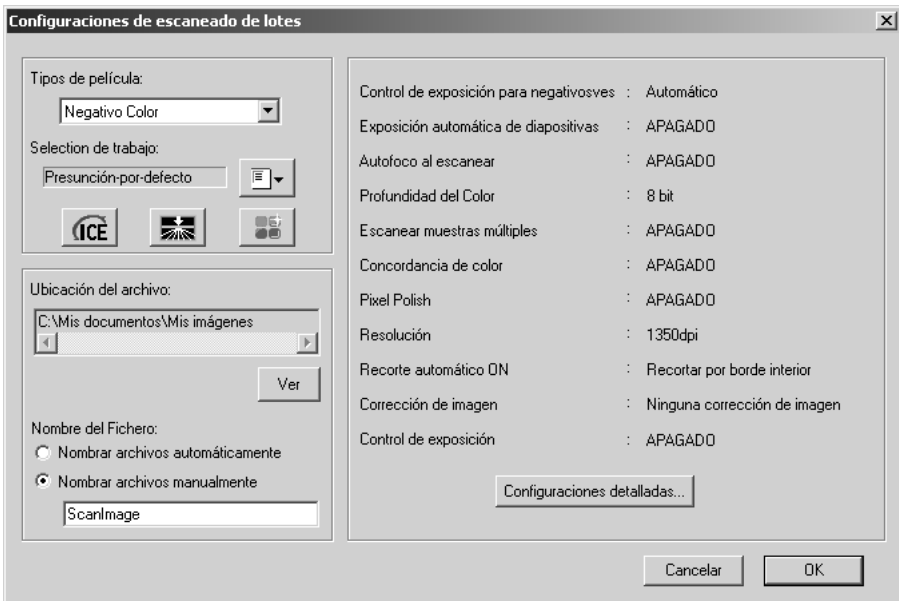 Configuraciones de escaneado de lotes
Tipos de película:
Negativo Color
Selection de trabajo:
Presunción-por-defecto
ICE
Ubicación del archivo:
C:\Mis documentos\Mis imágenes
Ver
Nombre del Fichero:
Nombrar archivos automáticamente
Nombrar archivos manualmente
ScanImage
Control de exposición para negativosves : Automático
Exposición automática de diapositivas : APAGADO
Autofoco al escanear : APAGADO
Profundidad del Color : 8 bit
Escanear muestras múltiples : APAGADO
Concordancia de color : APAGADO
Pixel Polish : APAGADO
Resolución : 1350dpi
Recorte automático ON : Recortar por borde interior
Corrección de imagen : Ninguna corrección de imagen
Control de exposición : APAGADO
Configuraciones detalladas...
Cancelar
OK